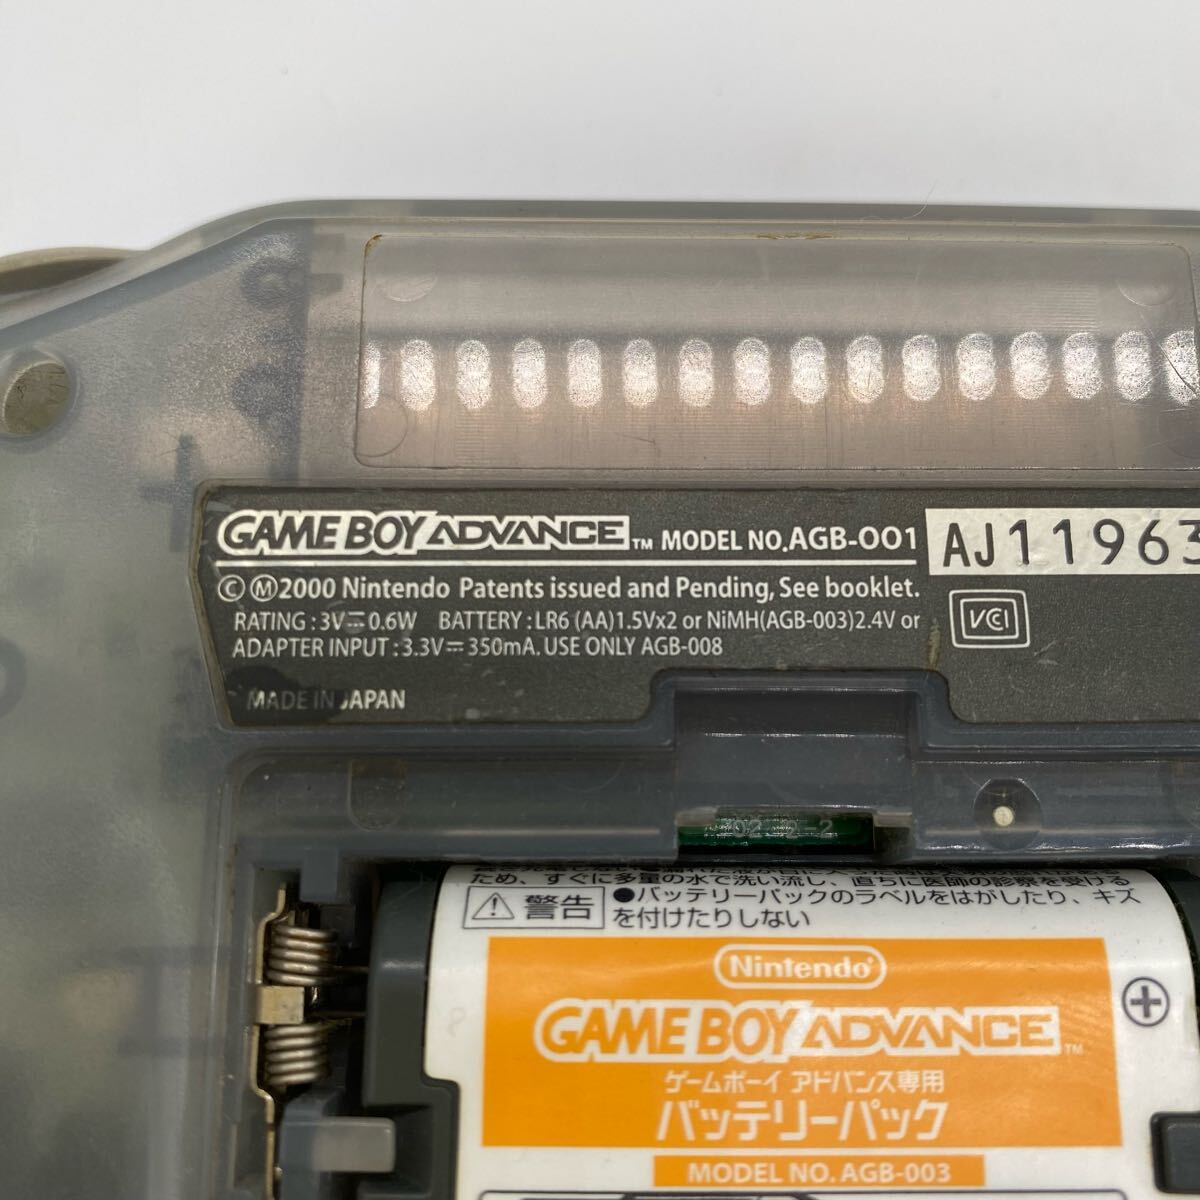 GAME BOY ADVANCE™ MODEL NO.AGB-001 AJ11963
© Ⓜ 2000 Nintendo Patents issued and Pending, See booklet.
RATING : 3V⎓0.6W BATTERY : LR6 (AA)1.5Vx2 or NiMH(AGB-003)2.4V or
ADAPTER INPUT : 3.3V⎓350mA. USE ONLY AGB-008
VCI
MADE IN JAPAN
02 2-2
ため、すぐに多量の水で洗い流し、直ちに医師の診察を受ける
⚠ 警告 ●バッテリーパックのラベルをはがしたり、キズ
を付けたりしない
Nintendo®
GAME BOY ADVANCE™
ゲームボーイ アドバンス専用
バッテリーパック
MODEL NO. AGB-003